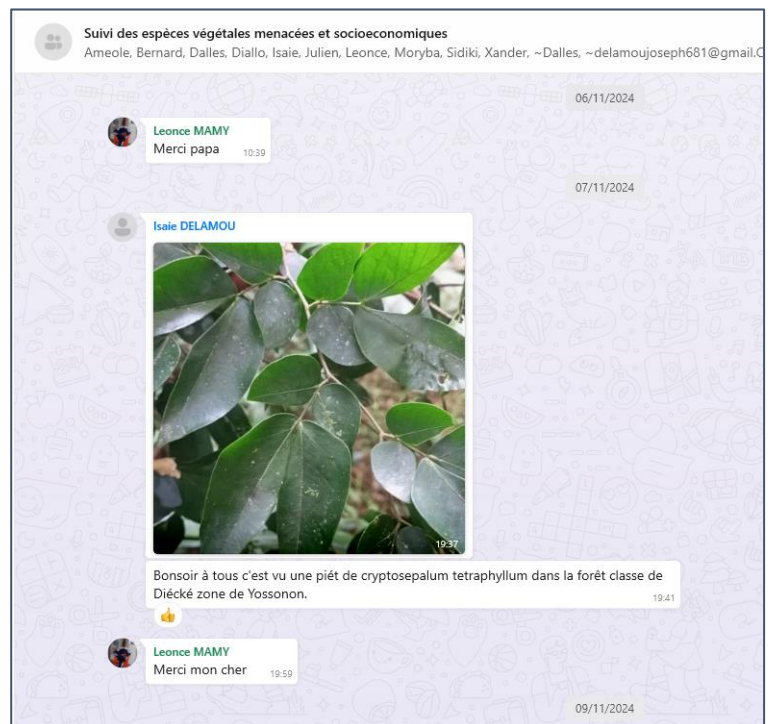 Suivi des espèces végétales menacées et socioeconomiques
Ameole, Bernard, Dalles, Diallo, Isaie, Julien, Leonce, Moryba, Sidiki, Xander, ~Dalles, ~delamoujoseph681@gmail.C
06/11/2024
Leonce MAMY
Merci papa 10:39
07/11/2024
Isaie DELAMOU
19:37
Bonsoir à tous c'est vu une piét de cryptosepalum tetraphyllum dans la forêt classe de
Diécké zone de Yossonon. 19:41
Leonce MAMY
Merci mon cher 19:59
09/11/2024